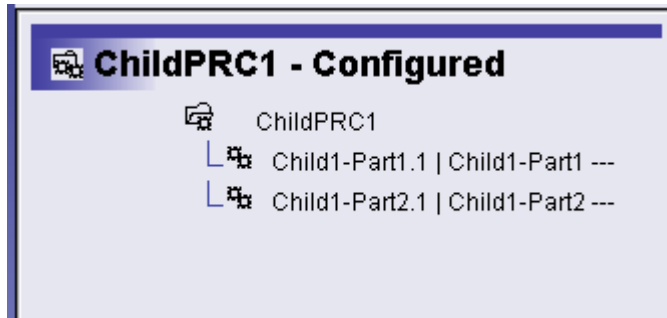 ChildPRC1 - Configured
ChildPRC1
Child1-Part1.1 | Child1-Part1 ---
Child1-Part2.1 | Child1-Part2 ---